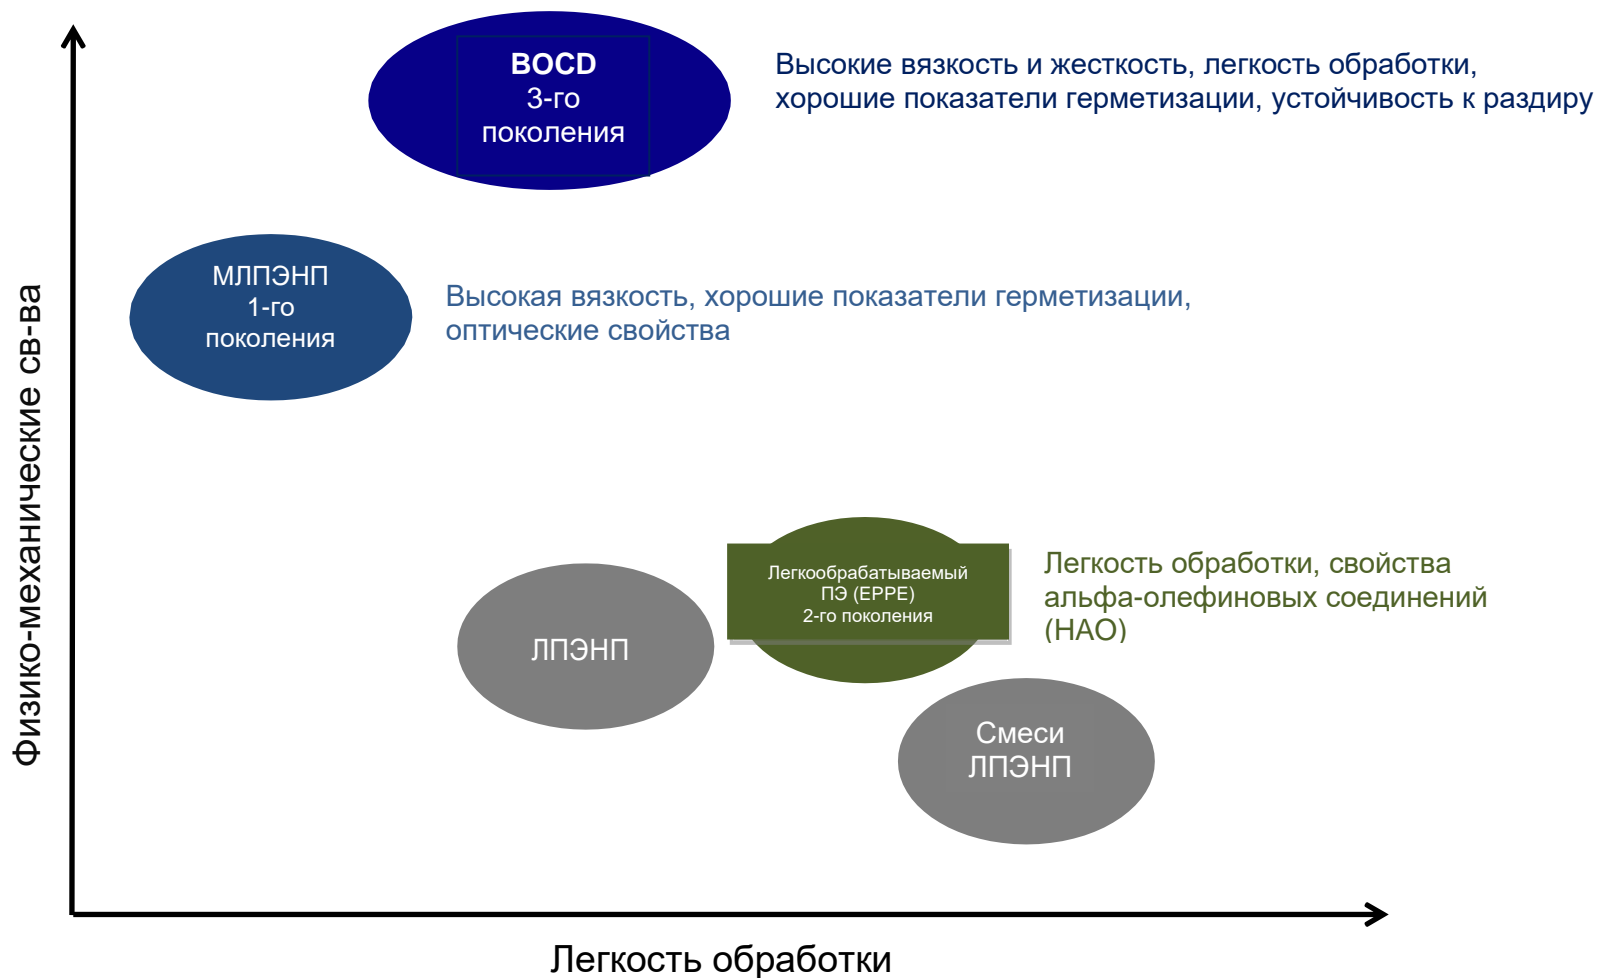 BOCD
3-го
поколения
Высокие вязкость и жесткость, легкость обработки,
хорошие показатели герметизации, устойчивость к раздиру
МЛПЭНП
1-го
поколения
Высокая вязкость, хорошие показатели герметизации,
оптические свойства
Физико-механические св-ва
Легкообрабатываемый
ПЭ (EPPE)
2-го поколения
Легкость обработки, свойства
альфа-олефиновых соединений
(НАО)
ЛПЭНП
Смеси
ЛПЭНП
Легкость обработки